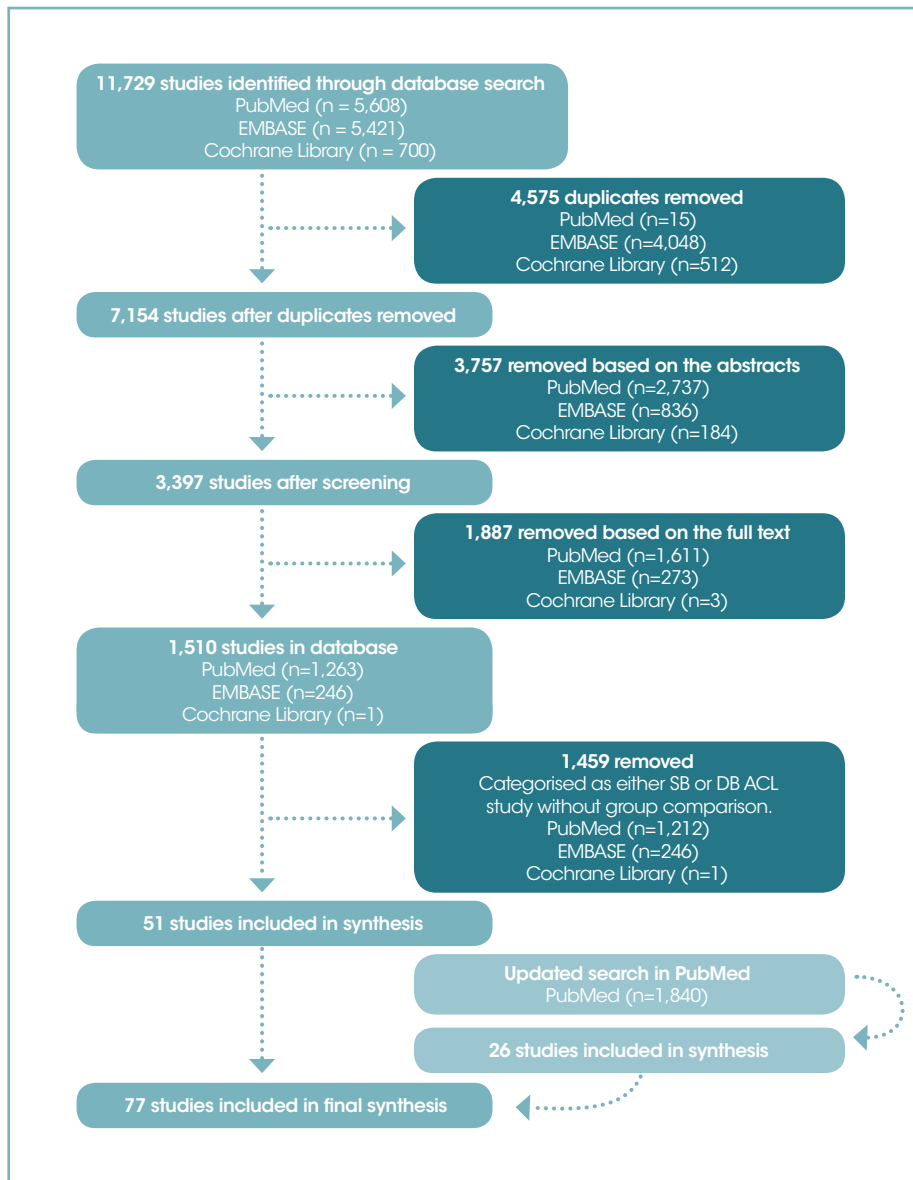 11,729 studies identified through database search
PubMed (n = 5,608)
EMBASE (n = 5,421)
Cochrane Library (n = 700)
4,575 duplicates removed
PubMed (n=15)
EMBASE (n=4,048)
Cochrane Library (n=512)
7,154 studies after duplicates removed
3,757 removed based on the abstracts
PubMed (n=2,737)
EMBASE (n=836)
Cochrane Library (n=184)
3,397 studies after screening
1,887 removed based on the full text
PubMed (n=1,611)
EMBASE (n=273)
Cochrane Library (n=3)
1,510 studies in database
PubMed (n=1,263)
EMBASE (n=246)
Cochrane Library (n=1)
1,459 removed
Categorised as either SB or DB ACL
study without group comparison.
PubMed (n=1,212)
EMBASE (n=246)
Cochrane Library (n=1)
51 studies included in synthesis
Updated search in PubMed
PubMed (n=1,840)
26 studies included in synthesis
77 studies included in final synthesis